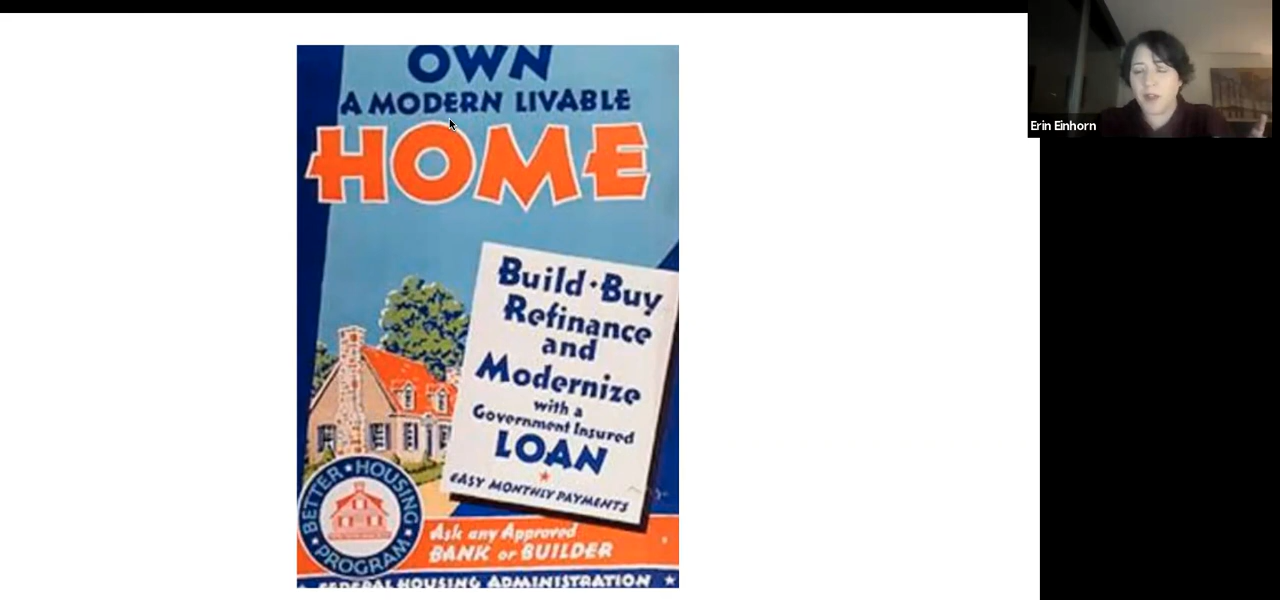 OWN
A MODERN LIVABLE
HOME
Build·Buy
Refinance
and
Modernize
with a
Government Insured
LOAN
EASY MONTHLY PAYMENTS
BETTER·HOUSING
·PROGRAM·
Ask any Approved
BANK or BUILDER
FEDERAL HOUSING ADMINISTRATION
Erin Einhorn